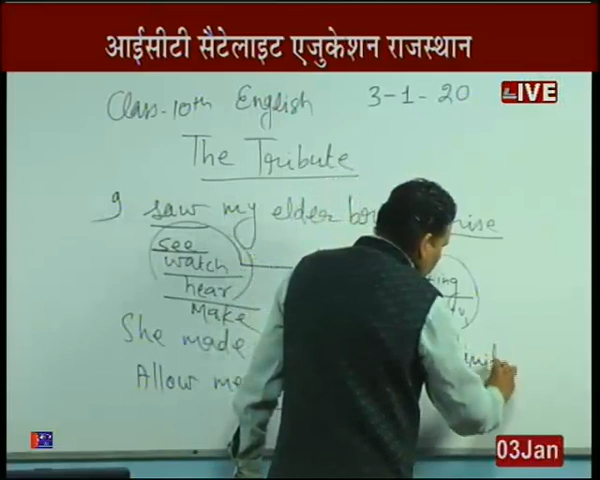 आईसीटी सैटेलाइट एजुकेशन राजस्थान
LIVE
Class-10th English 3-1-20
The Tribute
I saw my elder
see
watch
hear
Make
She made
Allow me
03Jan